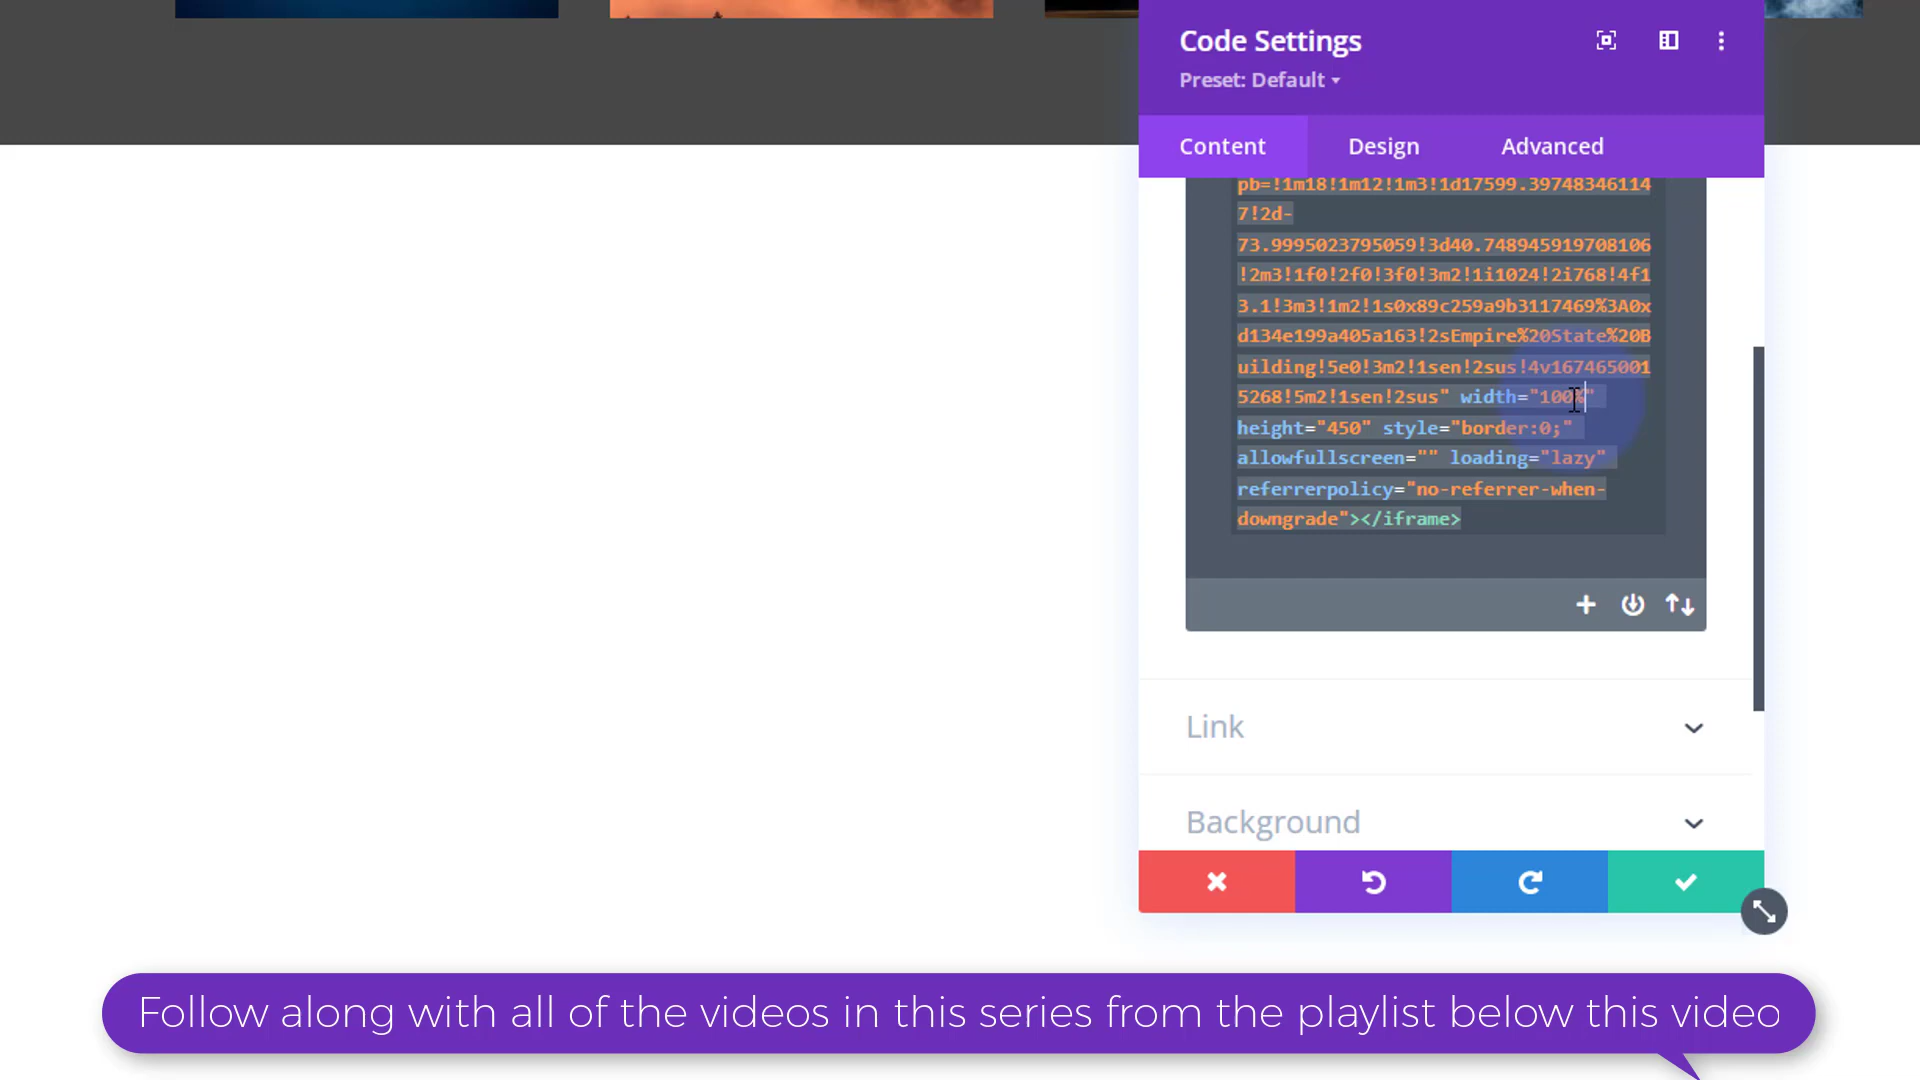 Code Settings
Preset: Default
Content Design Advanced
pb=!1m18!1m12!1m3!1d17599.39748346114
7!2d-
73.9995023795059!3d40.748945919708106
!2m3!1f0!2f0!3f0!3m2!1i1024!2i768!4f1
3.1!3m3!1m2!1s0x89c259a9b3117469%3A0x
d134e199a405a163!2sEmpire%20State%20B
uilding!5e0!3m2!1sen!2sus!4v167465001
5268!5m2!1sen!2sus" width="100%"
height="450" style="border:0;"
allowfullscreen="" loading="lazy"
referrerpolicy="no-referrer-when-
downgrade"></iframe>
Link
Background
Follow along with all of the videos in this series from the playlist below this video